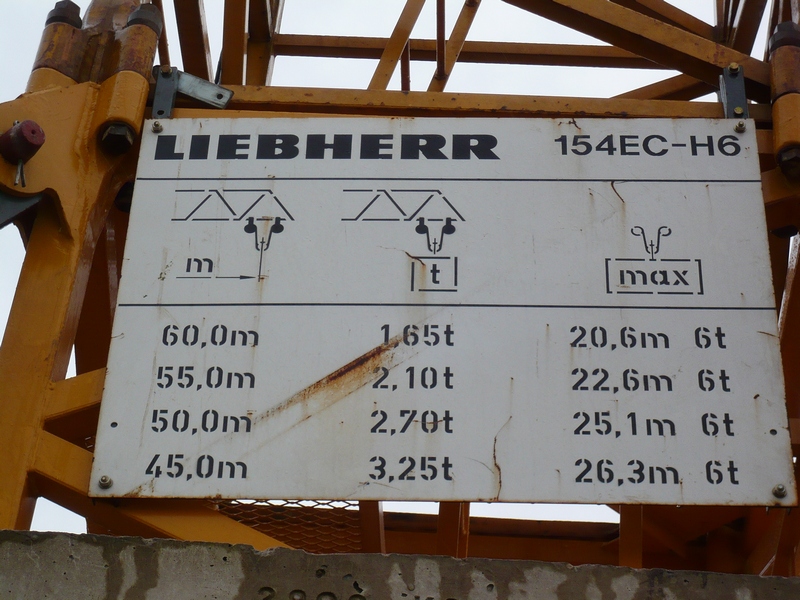 LIEBHERR 154EC-H6
m t max
60,0m 1,65t 20,6m 6t
55,0m 2,10t 22,6m 6t
50,0m 2,70t 25,1m 6t
45,0m 3,25t 26,3m 6t